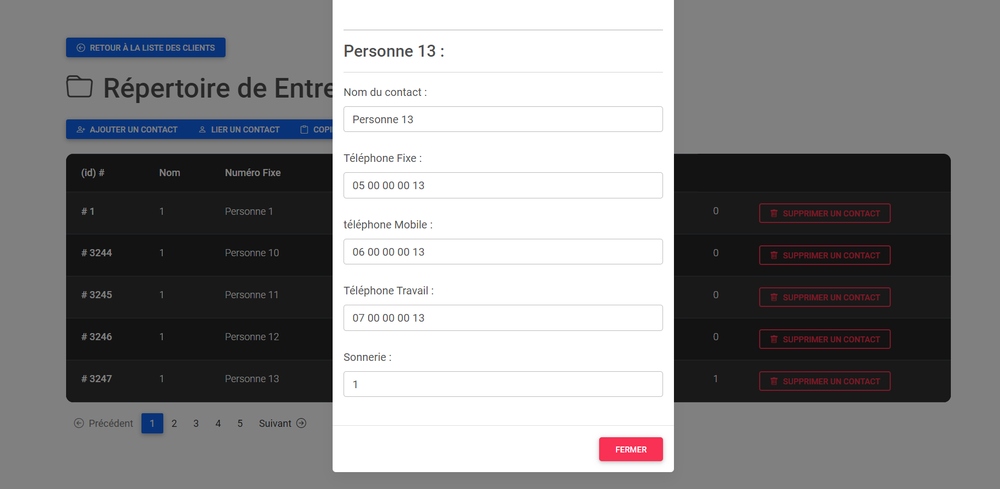 RETOUR À LA LISTE DES CLIENTS
Répertoire de Entre
AJOUTER UN CONTACT LIER UN CONTACT COPI
(id) # Nom Numéro Fixe
# 1 1 Personne 1 0 SUPPRIMER UN CONTACT
# 3244 1 Personne 10 0 SUPPRIMER UN CONTACT
# 3245 1 Personne 11 0 SUPPRIMER UN CONTACT
# 3246 1 Personne 12 0 SUPPRIMER UN CONTACT
# 3247 1 Personne 13 1 SUPPRIMER UN CONTACT
Précédent 1 2 3 4 5 Suivant
Personne 13 :
Nom du contact :
Personne 13
Téléphone Fixe :
05 00 00 00 13
téléphone Mobile :
06 00 00 00 13
Téléphone Travail :
07 00 00 00 13
Sonnerie :
1
FERMER